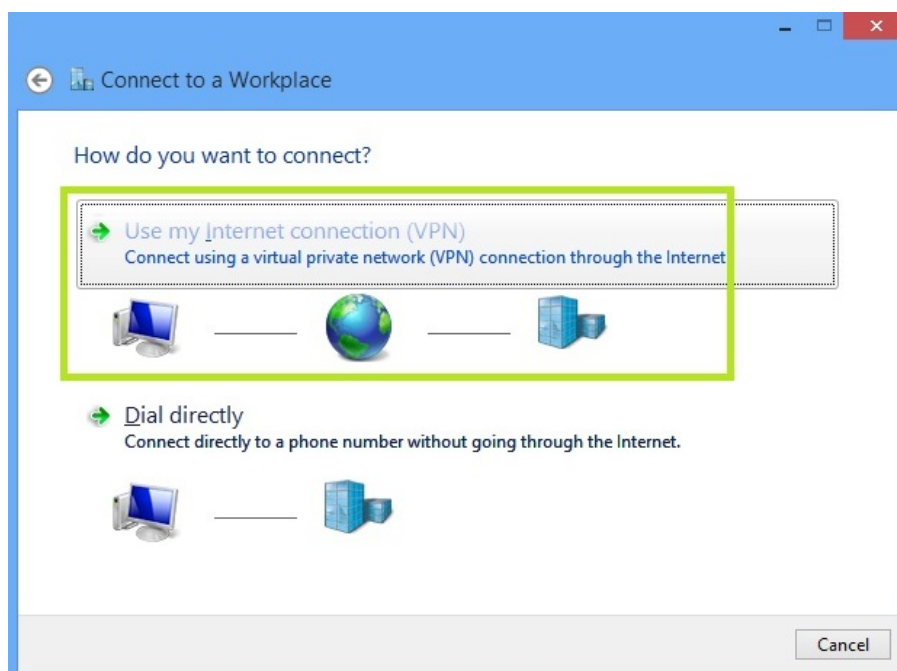 Connect to a Workplace
How do you want to connect?
Use my Internet connection (VPN)
Connect using a virtual private network (VPN) connection through the Internet
Dial directly
Connect directly to a phone number without going through the Internet.
Cancel